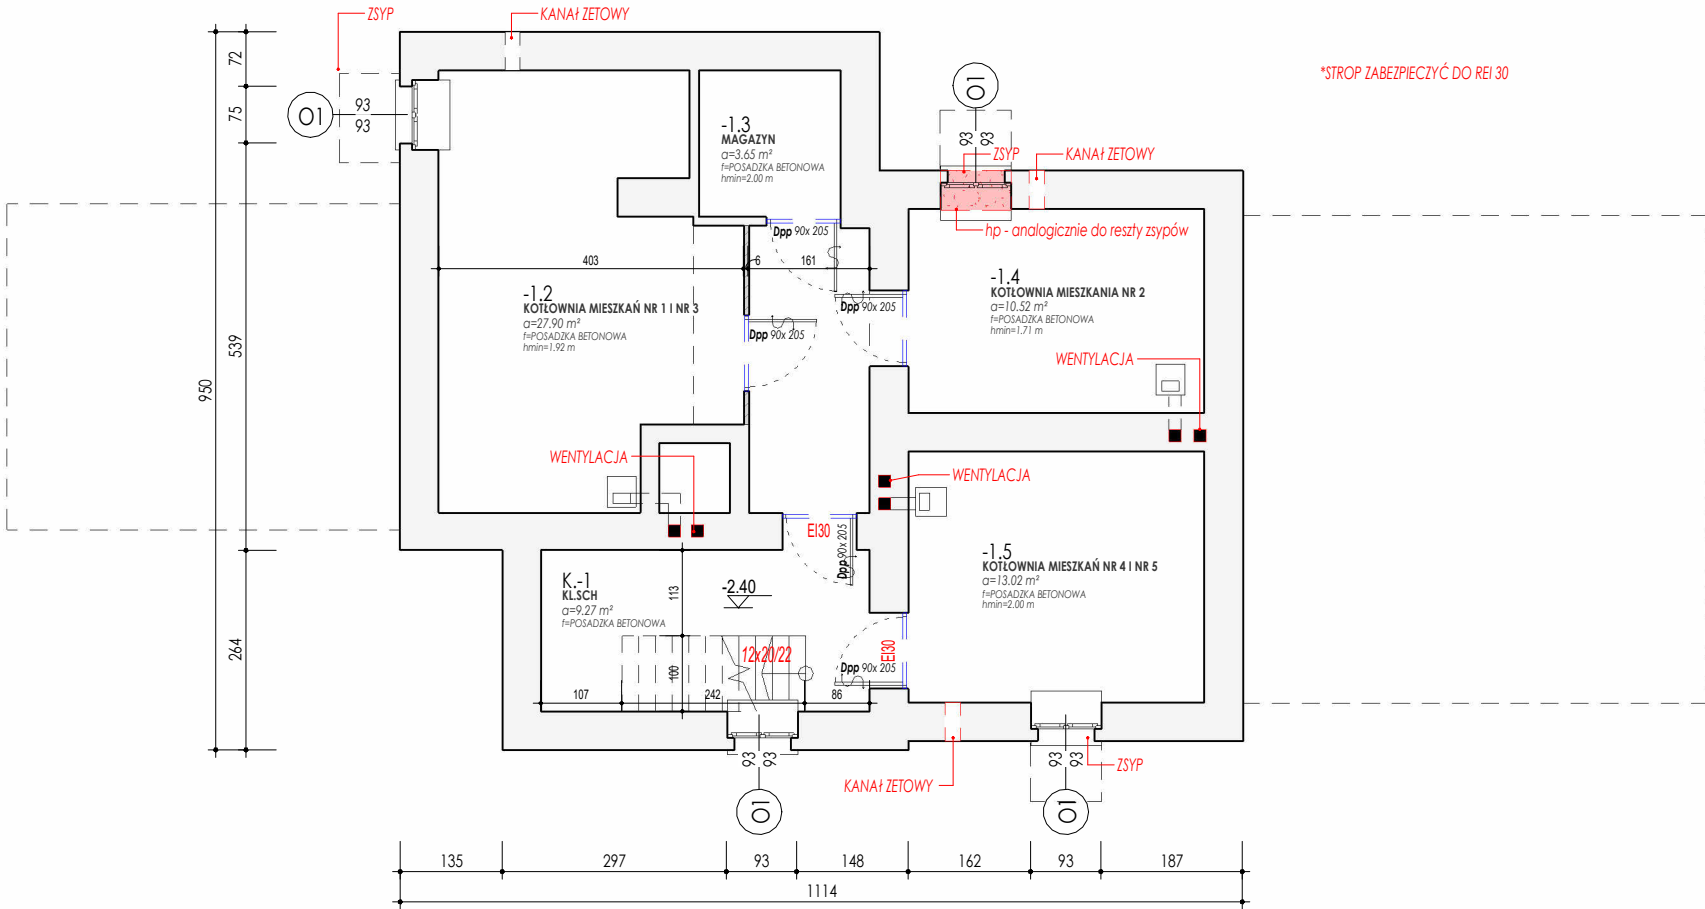 ZSYP
KANAŁ ZETOWY
*STROP ZABEZPIECZYĆ DO REI 30
72
75
539
950
264
O1
93
93
-1.3
MAGAZYN
a=3.65 m²
f=POSADZKA BETONOWA
hmin=2.00 m
O1
93
93
ZSYP
KANAŁ ZETOWY
hp - analogicznie do reszty zsypów
Dpp 90x 205
403
6
161
-1.2
KOTŁOWNIA MIESZKAŃ NR 1 I NR 3
a=27.90 m²
f=POSADZKA BETONOWA
hmin=1.92 m
Dpp 90x 205
Dpp 90x 205
-1.4
KOTŁOWNIA MIESZKANIA NR 2
a=10.52 m²
f=POSADZKA BETONOWA
hmin=1.71 m
WENTYLACJA
WENTYLACJA
WENTYLACJA
EI30
Dpp 90x 205
K.-1
KL.SCH
a=9.27 m²
f=POSADZKA BETONOWA
113
-2.40
-1.5
KOTŁOWNIA MIESZKAŃ NR 4 I NR 5
a=13.02 m²
f=POSADZKA BETONOWA
hmin=2.00 m
12x20/22
100
EI30
Dpp 90x 205
107
242
86
93
93
O1
KANAŁ ZETOWY
93
93
ZSYP
O1
135
297
93
148
162
93
187
1114